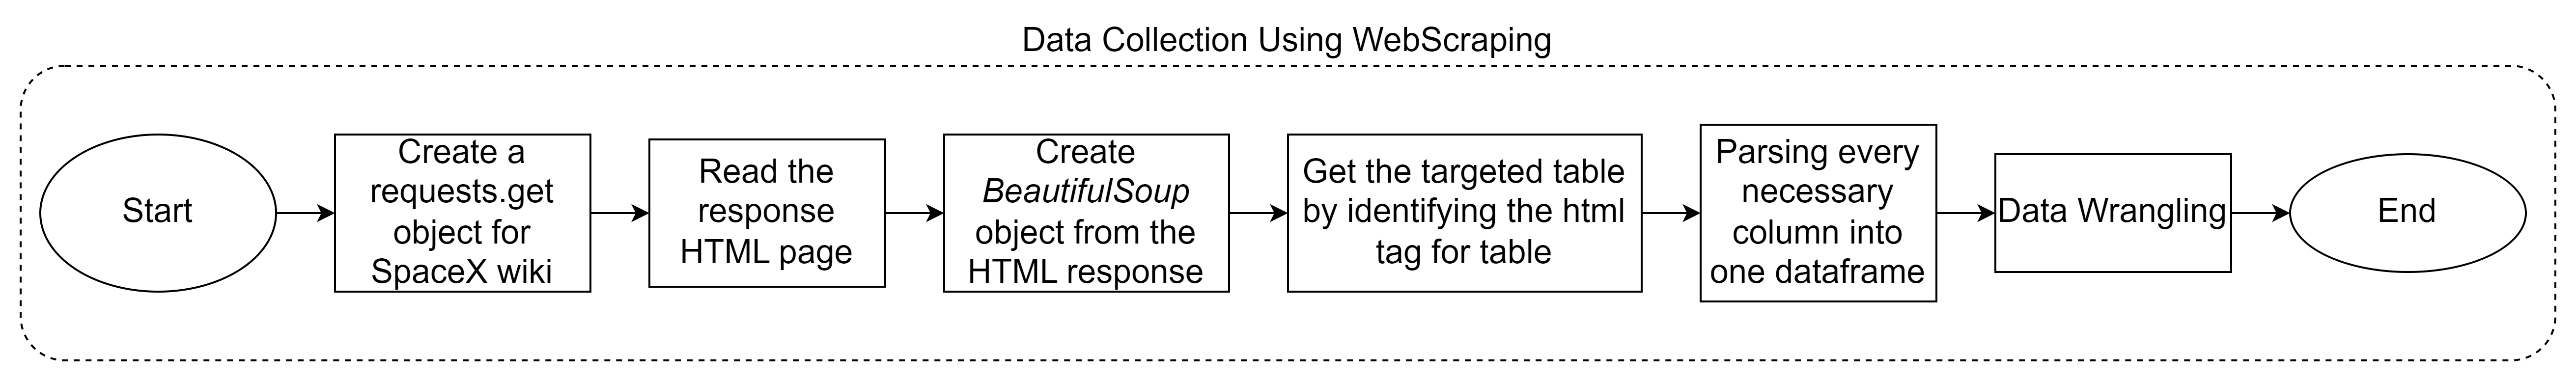 Data Collection Using WebScraping
Start
Create a
requests.get
object for
SpaceX wiki
Read the
response
HTML page
Create
BeautifulSoup
object from the
HTML response
Get the targeted table
by identifying the html
tag for table
Parsing every
necessary
column into
one dataframe
Data Wrangling
End